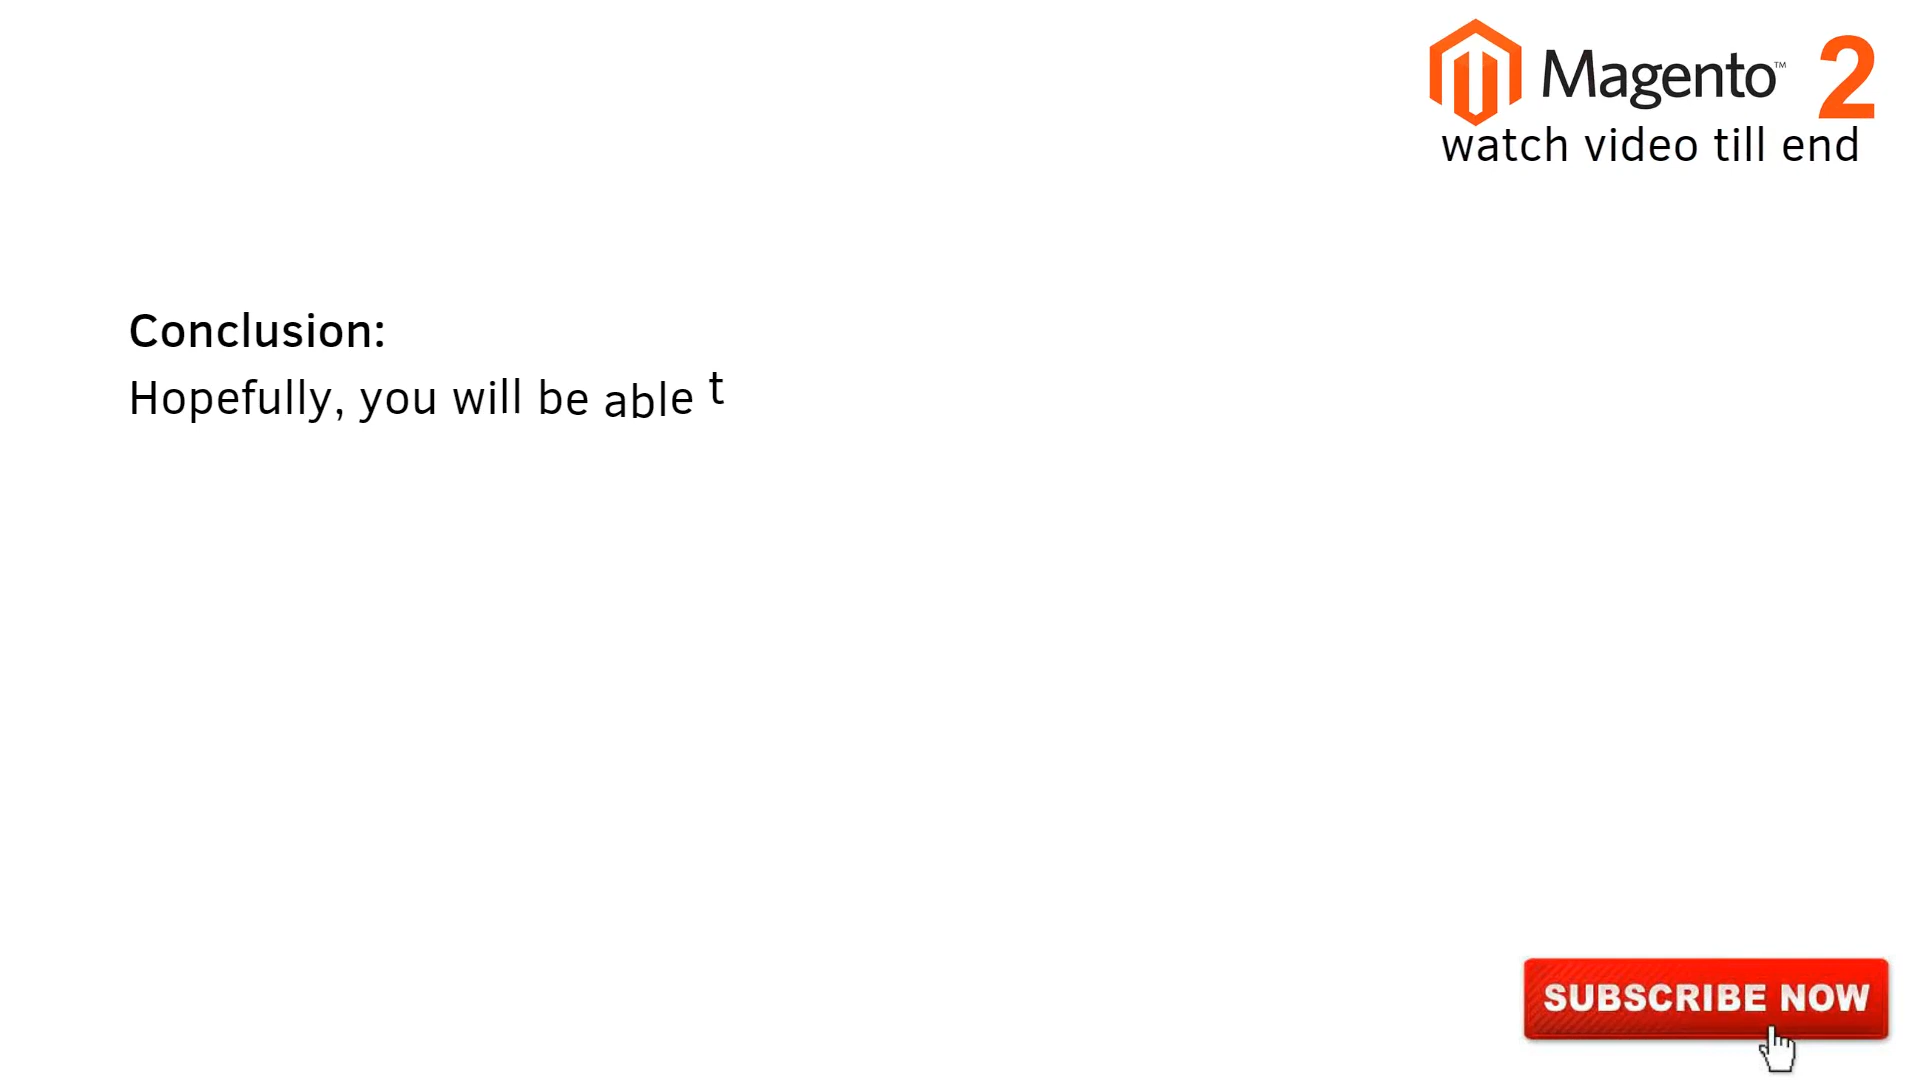 Magento™ 2
watch video till end
Conclusion:
Hopefully, you will be able t
SUBSCRIBE NOW